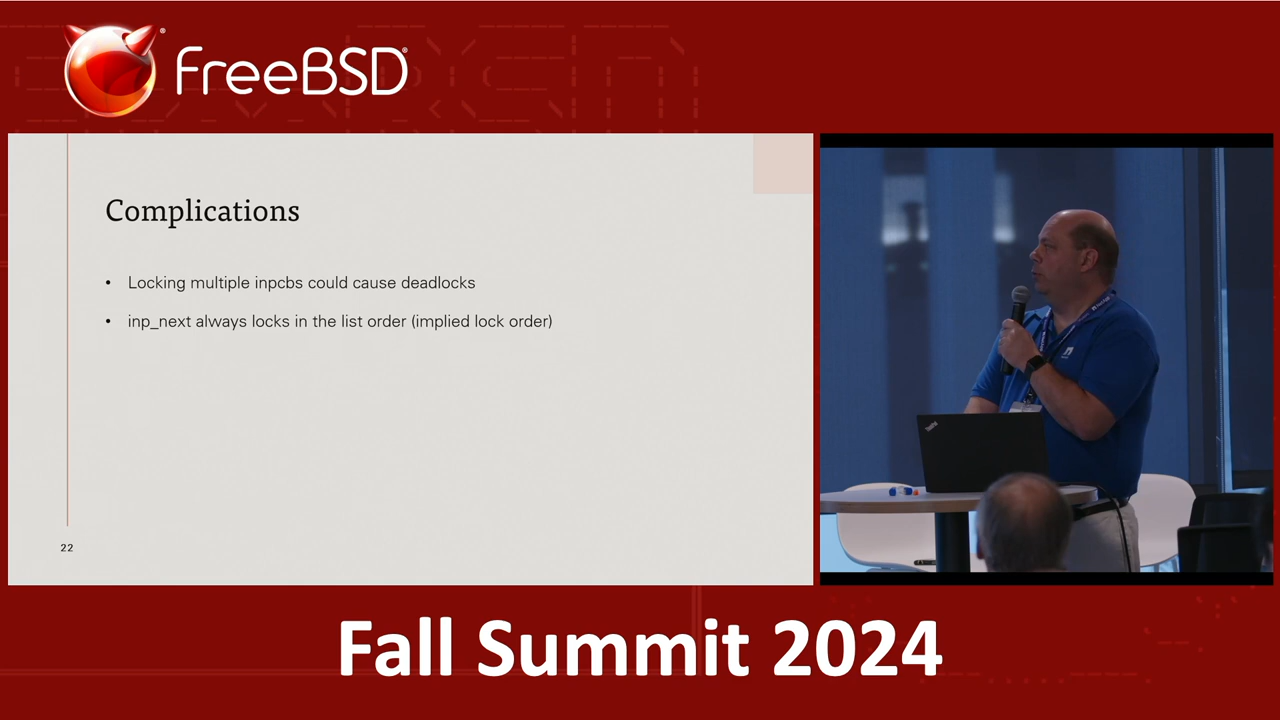 FreeBSD®
Complications
• Locking multiple inpcbs could cause deadlocks
• inp_next always locks in the list order (implied lock order)
22
ThinkPad
Fall Summit 2024